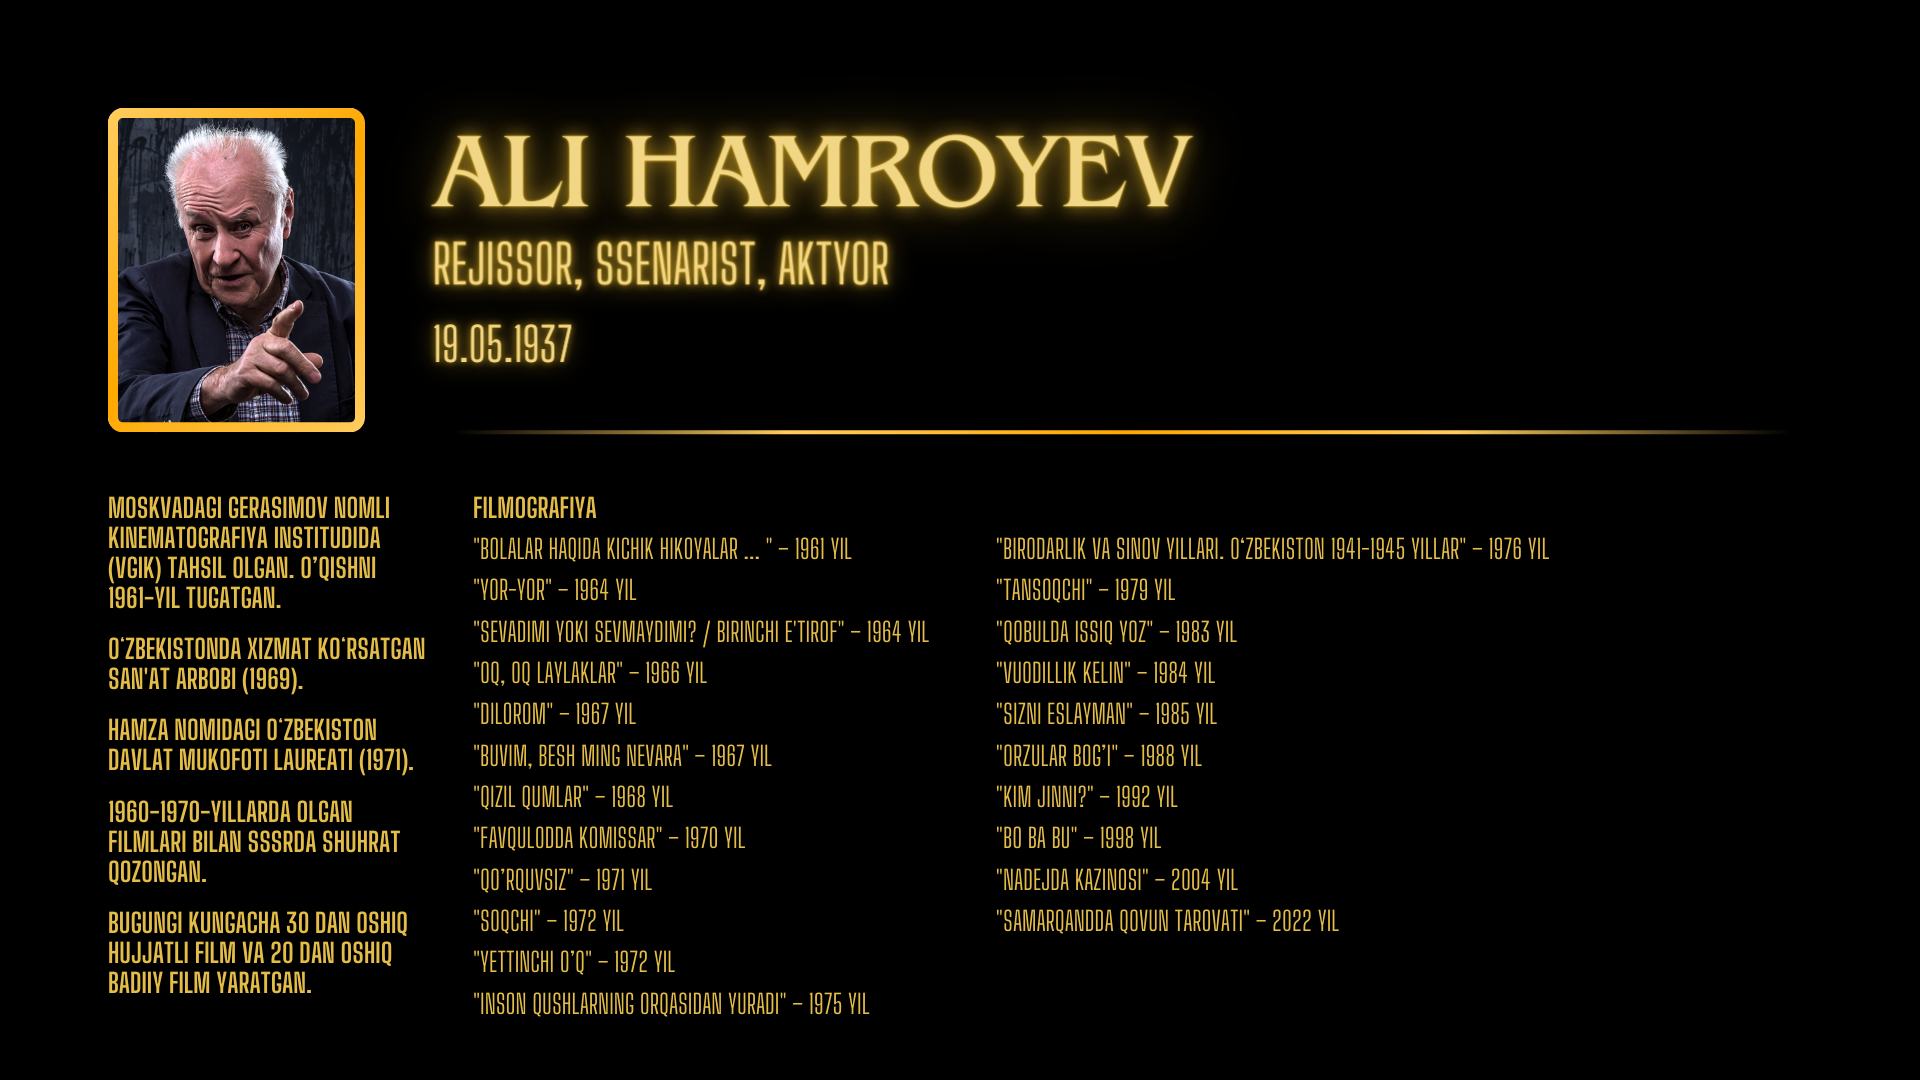 ALI HAMROYEV
REJISSOR, SSENARIST, AKTYOR
19.05.1937
MOSKVADAGI GERASIMOV NOMLI
KINEMATOGRAFIYA INSTITUDIDA
(VGIK) TAHSIL OLGAN. O’QISHNI
1961-YIL TUGATGAN.
O‘ZBEKISTONDA XIZMAT KO‘RSATGAN
SAN'AT ARBOBI (1969).
HAMZA NOMIDAGI O‘ZBEKISTON
DAVLAT MUKOFOTI LAUREATI (1971).
1960-1970-YILLARDA OLGAN
FILMLARI BILAN SSSRDA SHUHRAT
QOZONGAN.
BUGUNGI KUNGACHA 30 DAN OSHIQ
HUJJATLI FILM VA 20 DAN OSHIQ
BADIIY FILM YARATGAN.
FILMOGRAFIYA
"BOLALAR HAQIDA KICHIK HIKOYALAR ... " – 1961 YIL
"YOR-YOR" – 1964 YIL
"SEVADIMI YOKI SEVMAYDIMI? / BIRINCHI E'TIROF" – 1964 YIL
"OQ, OQ LAYLAKLAR" – 1966 YIL
"DILOROM" – 1967 YIL
"BUVIM, BESH MING NEVARA" – 1967 YIL
"QIZIL QUMLAR" – 1968 YIL
"FAVQULODDA KOMISSAR" – 1970 YIL
"QO’RQUVSIZ" – 1971 YIL
"SOQCHI" – 1972 YIL
"YETTINCHI O’Q" – 1972 YIL
"INSON QUSHLARNING ORQASIDAN YURADI" – 1975 YIL
"BIRODARLIK VA SINOV YILLARI. O‘ZBEKISTON 1941-1945 YILLAR" – 1976 YIL
"TANSOQCHI" – 1979 YIL
"QOBULDA ISSIQ YOZ" – 1983 YIL
"VUODILLIK KELIN" – 1984 YIL
"SIZNI ESLAYMAN" – 1985 YIL
"ORZULAR BOG’I" – 1988 YIL
"KIM JINNI?" – 1992 YIL
"BO BA BU" – 1998 YIL
"NADEJDA KAZINOSI" – 2004 YIL
"SAMARQANDDA QOVUN TAROVATI" – 2022 YIL